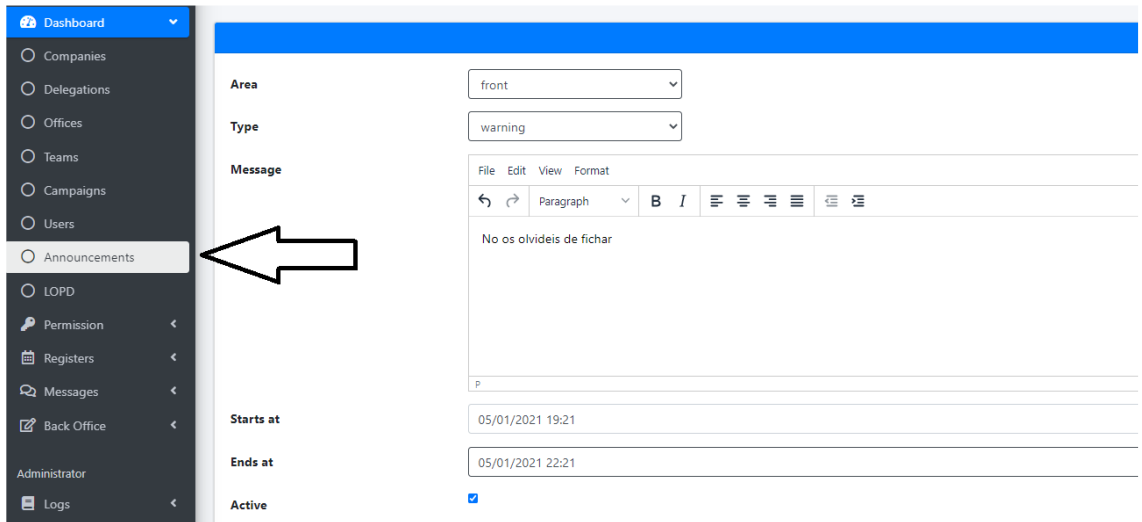 Dashboard
Companies
Delegations
Offices
Teams
Campaigns
Users
Announcements
LOPD
Permission
Registers
Messages
Back Office
Administrator
Logs
Area
front
Type
warning
Message
File Edit View Format
Paragraph B I
No os olvideis de fichar
P
Starts at
05/01/2021 19:21
Ends at
05/01/2021 22:21
Active